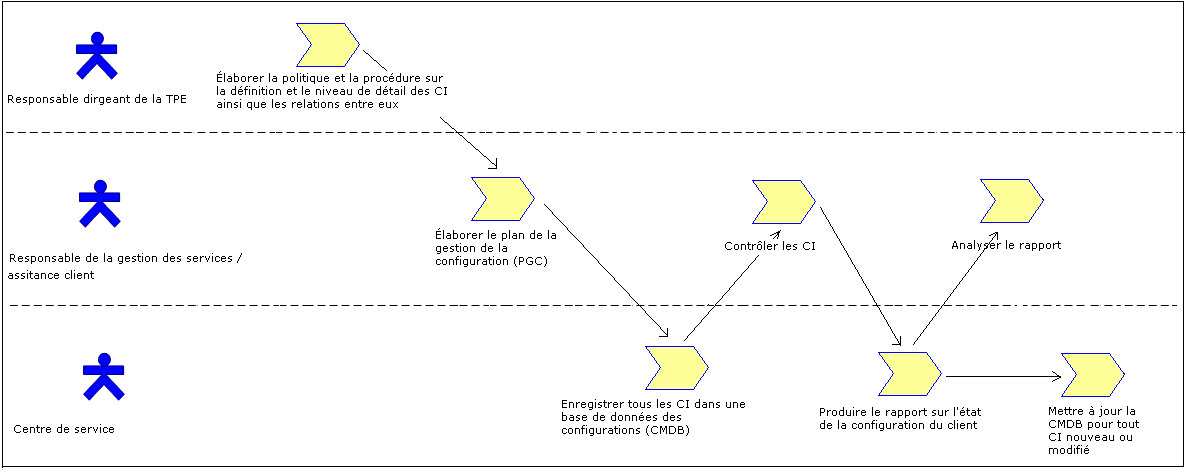 Responsable dirgeant de la TPE
Élaborer la politique et la procédure sur
la définition et le niveau de détail des CI
ainsi que les relations entre eux
Responsable de la gestion des services /
assitance client
Élaborer le plan de la
gestion de la
configuration (PGC)
Contrôler les CI
Analyser le rapport
Centre de service
Enregistrer tous les CI dans une
base de données des
configurations (CMDB)
Produire le rapport sur l'état
de la configuration du client
Mettre à jour la
CMDB pour tout
CI nouveau ou
modifié